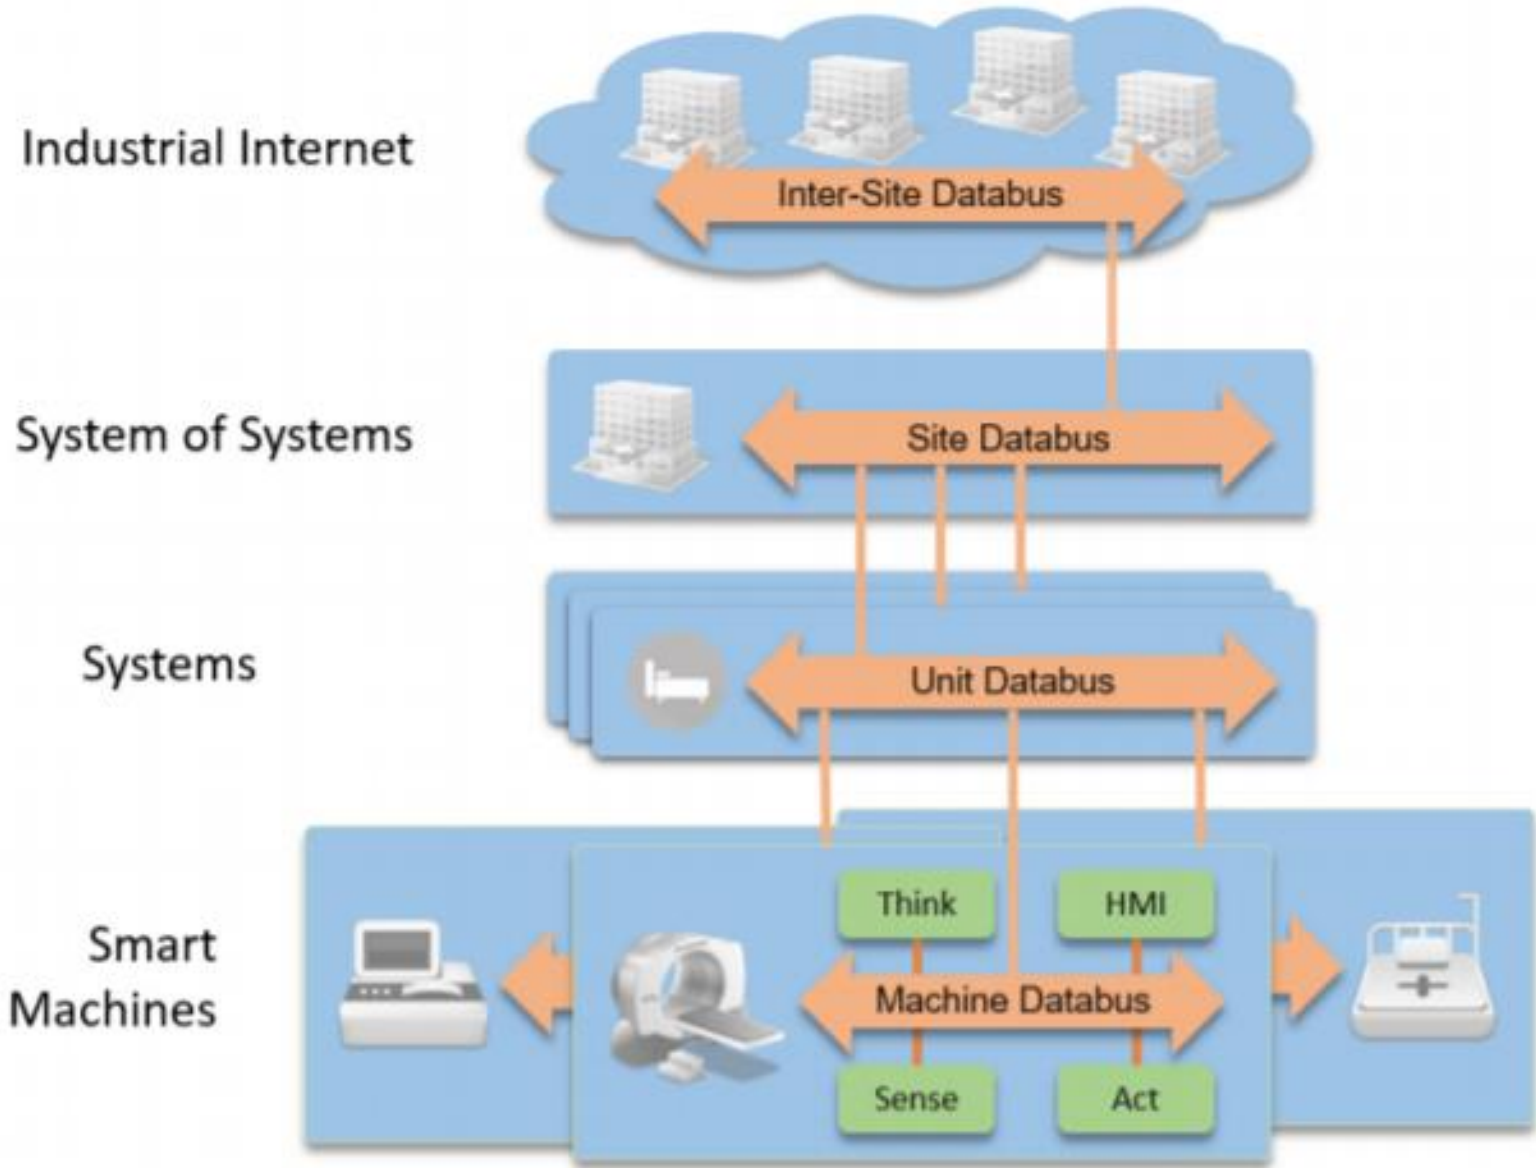 Industrial Internet
Inter-Site Databus
System of Systems
Site Databus
Systems
Unit Databus
Smart
Machines
Think
HMI
Machine Databus
Sense
Act